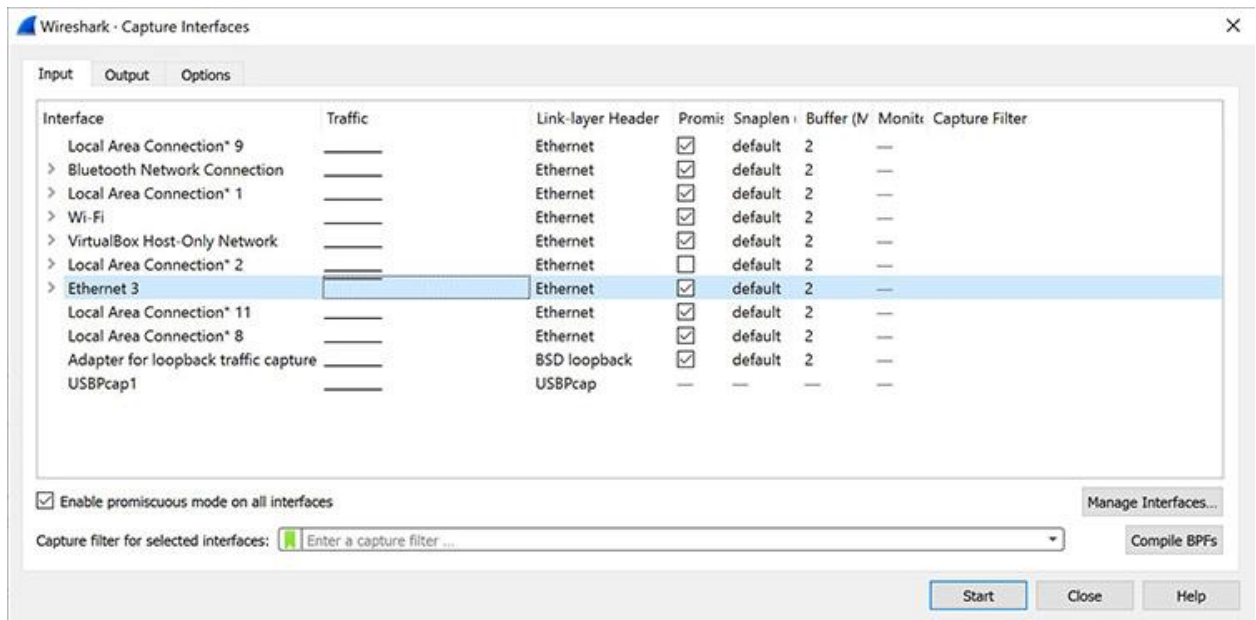 Wireshark · Capture Interfaces
Input Output Options
Interface Traffic Link-layer Header Promis Snaplen ( Buffer (M Monito Capture Filter
Local Area Connection* 9 Ethernet default 2 —
Bluetooth Network Connection Ethernet default 2 —
Local Area Connection* 1 Ethernet default 2 —
Wi-Fi Ethernet default 2 —
VirtualBox Host-Only Network Ethernet default 2 —
Local Area Connection* 2 Ethernet default 2 —
Ethernet 3 Ethernet default 2 —
Local Area Connection* 11 Ethernet default 2 —
Local Area Connection* 8 Ethernet default 2 —
Adapter for loopback traffic capture BSD loopback default 2 —
USBPcap1 USBPcap — — — —
Enable promiscuous mode on all interfaces Manage Interfaces...
Capture filter for selected interfaces: Enter a capture filter ... Compile BPFs
Start Close Help